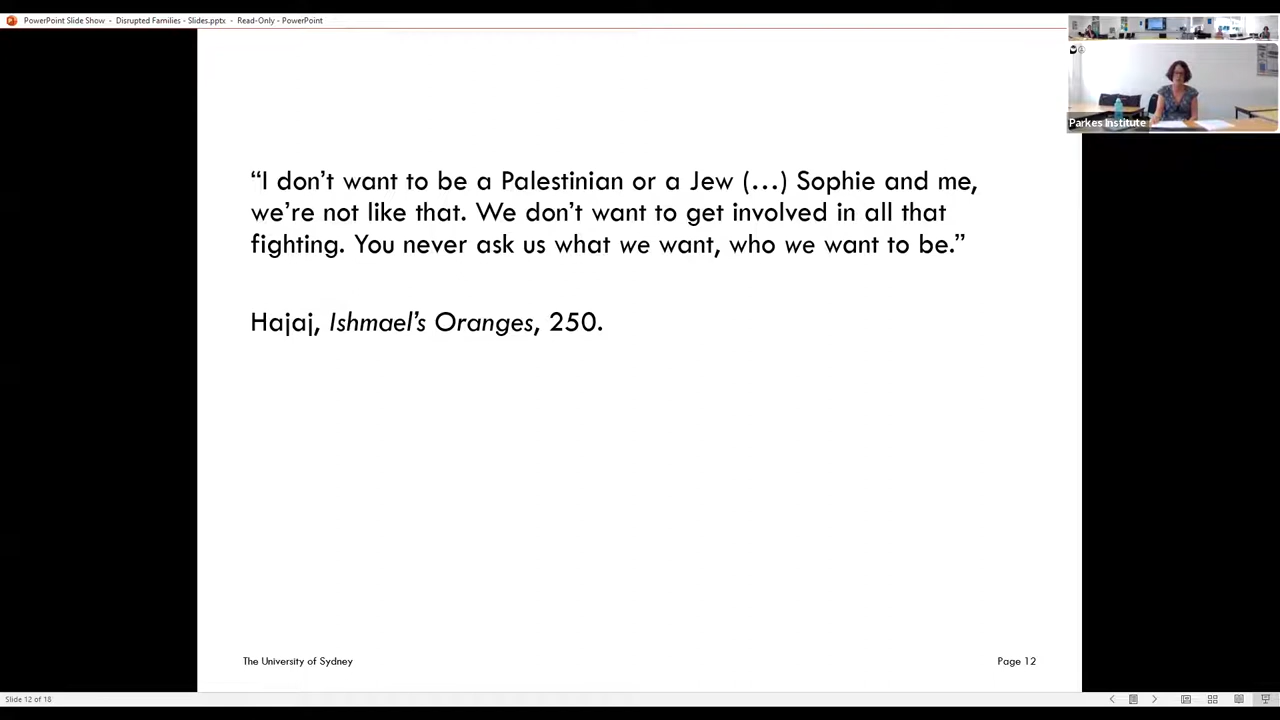 PowerPoint Slide Show - Disrupted Families - Slides.pptx - Read-Only - PowerPoint
Parkes Institute
“I don’t want to be a Palestinian or a Jew (…) Sophie and me,
we’re not like that. We don’t want to get involved in all that
fighting. You never ask us what we want, who we want to be.”
Hajaj, Ishmael’s Oranges, 250.
The University of Sydney
Page 12
Slide 12 of 18